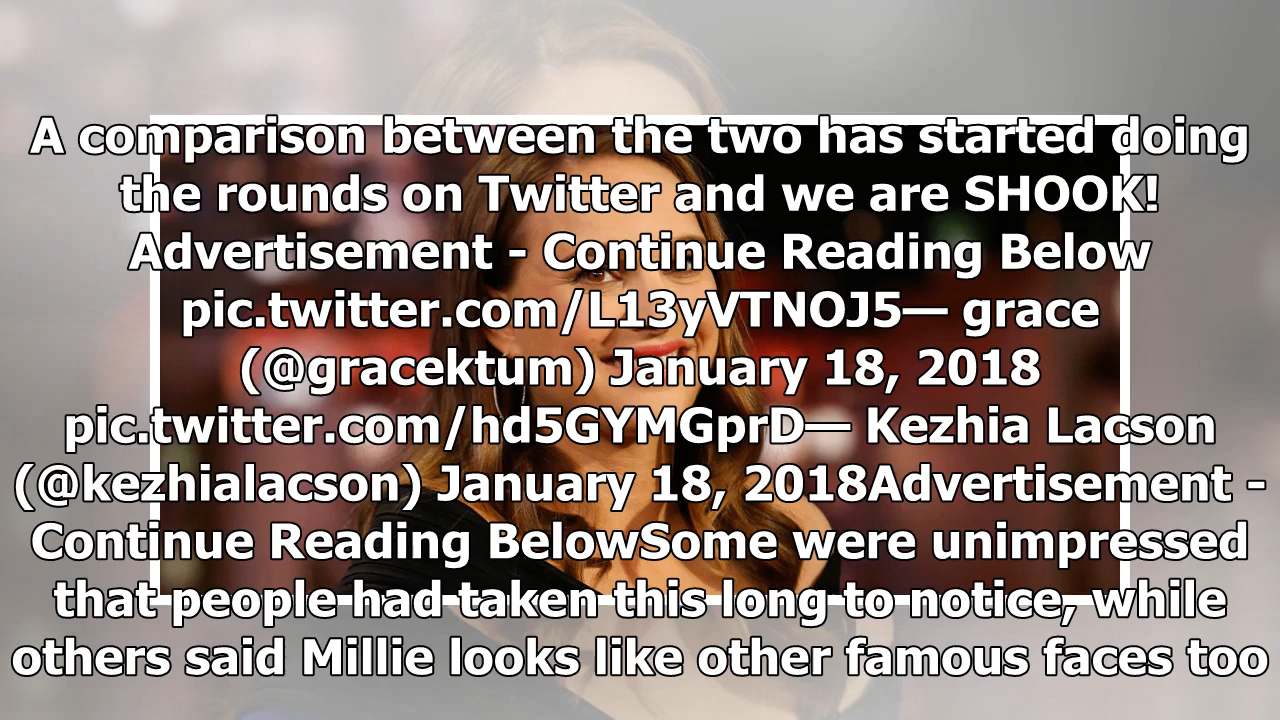 A comparison between the two has started doing
the rounds on Twitter and we are SHOOK!
Advertisement - Continue Reading Below
pic.twitter.com/L13yVTNOJ5— grace
(@gracektum) January 18, 2018
pic.twitter.com/hd5GYMGprD— Kezhia Lacson
(@kezhialacson) January 18, 2018Advertisement -
Continue Reading BelowSome were unimpressed
that people had taken this long to notice, while
others said Millie looks like other famous faces too